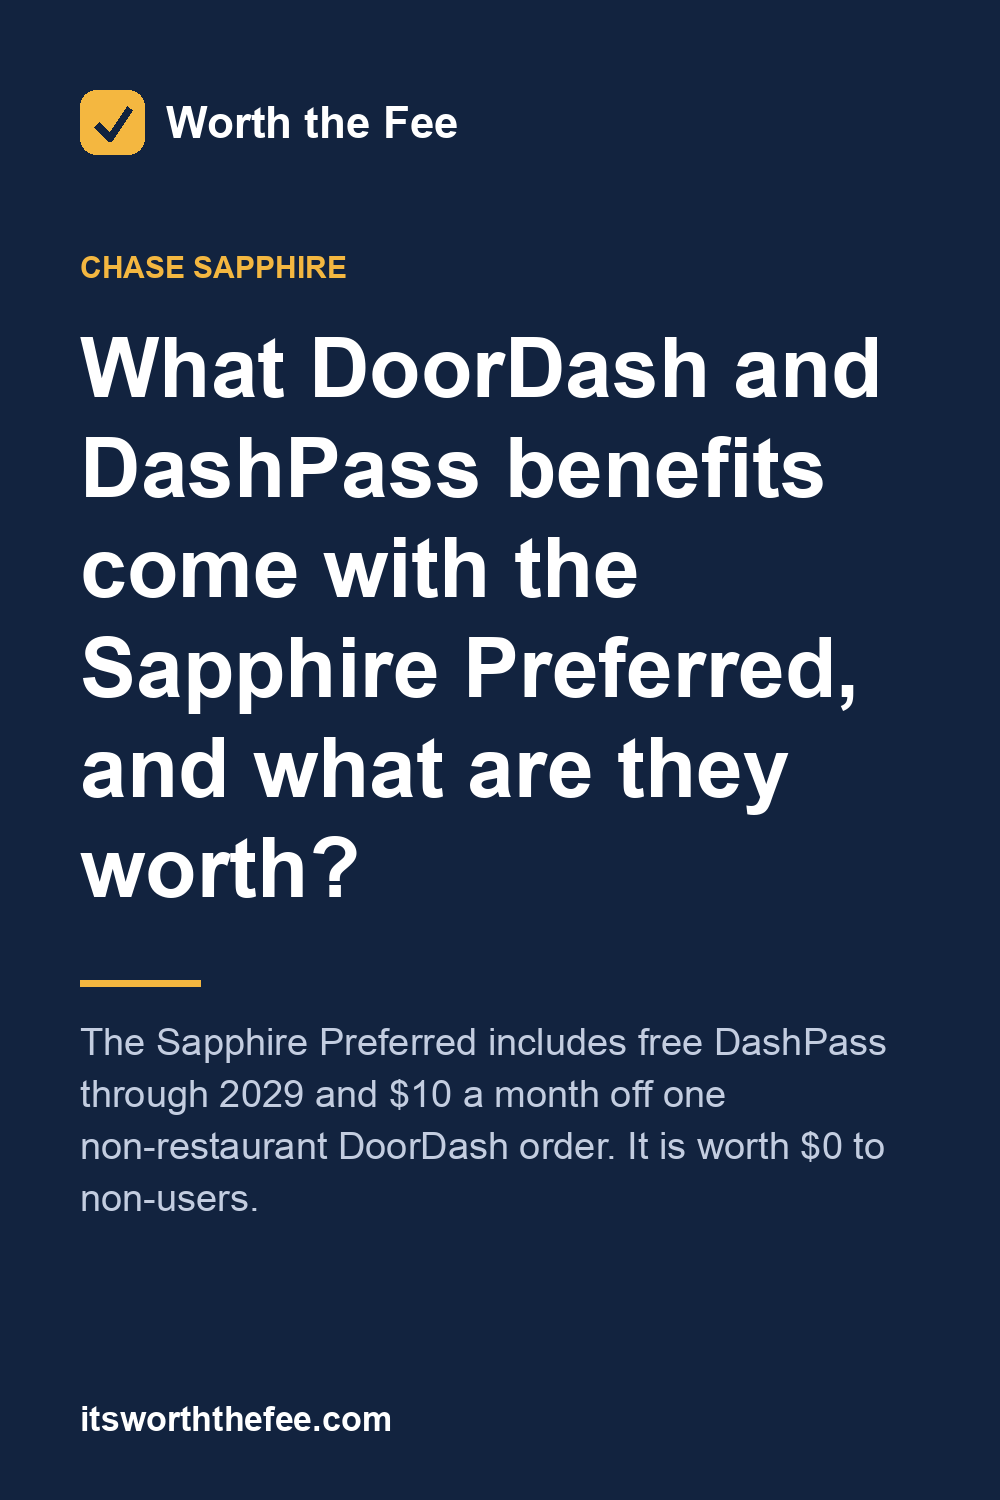 Worth the Fee
CHASE SAPPHIRE
What DoorDash and
DashPass benefits
come with the
Sapphire Preferred,
and what are they
worth?
The Sapphire Preferred includes free DashPass
through 2029 and $10 a month off one
non-restaurant DoorDash order. It is worth $0 to
non-users.
itsworththefee.com